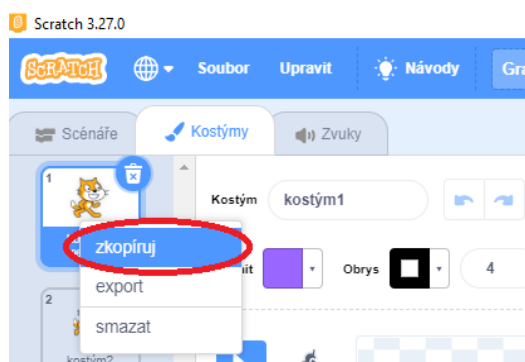 Scratch 3.27.0
SCRATCH Soubor Upravit Návody
Scénáře Kostýmy Zvuky
1
Kostým kostým1
zkopíruj
Obrys 4
export
2
smazat
kostým2